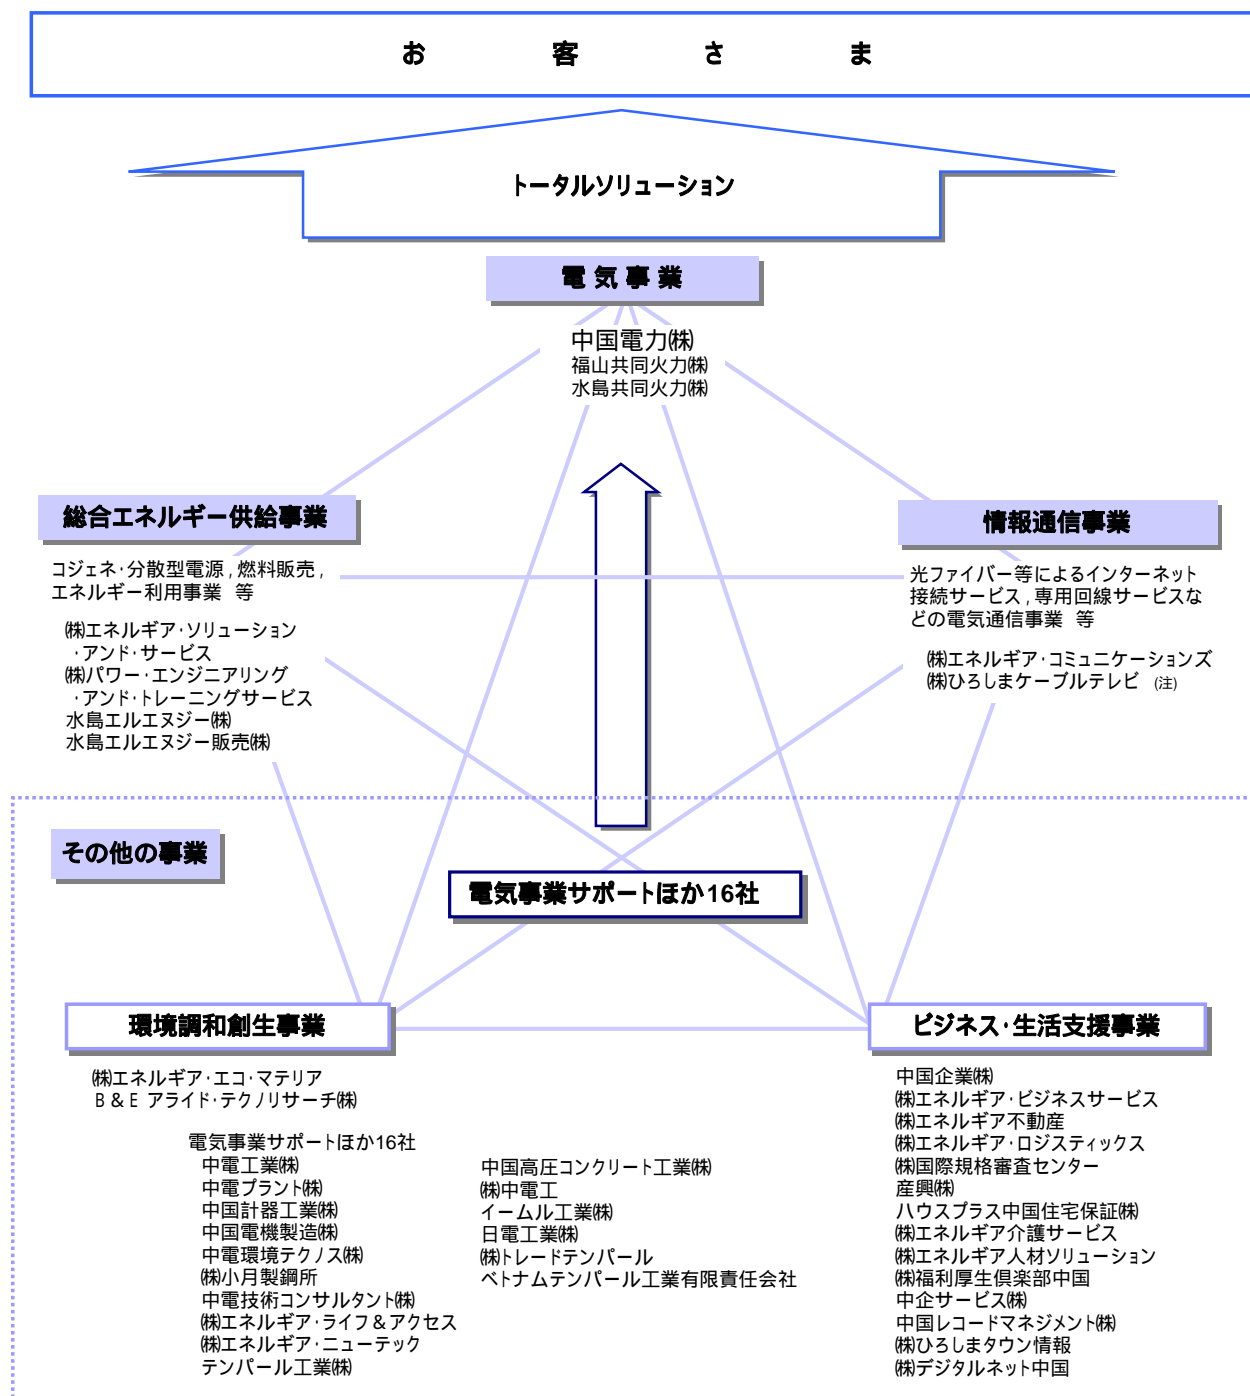 お客さま
トータルソリューション
電気事業
中国電力㈱
福山共同火力㈱
水島共同火力㈱
総合エネルギー供給事業
コジェネ・分散型電源，燃料販売，
エネルギー利用事業 等
㈱エネルギア・ソリューション
・アンド・サービス
㈱パワー・エンジニアリング
・アンド・トレーニングサービス
水島エルエヌジー㈱
水島エルエヌジー販売㈱
情報通信事業
光ファイバー等によるインターネット
接続サービス，専用回線サービスな
どの電気通信事業 等
㈱エネルギア・コミュニケーションズ
㈱ひろしまケーブルテレビ (注)
その他の事業
電気事業サポートほか16社
環境調和創生事業
㈱エネルギア・エコ・マテリア
B＆E アライド・テクノリサーチ㈱
電気事業サポートほか16社
中電工業㈱
中電プラント㈱
中国計器工業㈱
中国電機製造㈱
中電環境テクノス㈱
㈱小月製鋼所
中電技術コンサルタント㈱
㈱エネルギア・ライフ＆アクセス
㈱エネルギア・ニューテック
テンパール工業㈱
中国高圧コンクリート工業㈱
㈱中電工
イームル工業㈱
日電工業㈱
㈱トレードテンパール
ベトナムテンパール工業有限責任会社
ビジネス・生活支援事業
中国企業㈱
㈱エネルギア・ビジネスサービス
㈱エネルギア不動産
㈱エネルギア・ロジスティックス
㈱国際規格審査センター
産興㈱
ハウスプラス中国住宅保証㈱
㈱エネルギア介護サービス
㈱エネルギア人材ソリューション
㈱福利厚生倶楽部中国
中企サービス㈱
中国レコードマネジメント㈱
㈱ひろしまタウン情報
㈱デジタルネット中国